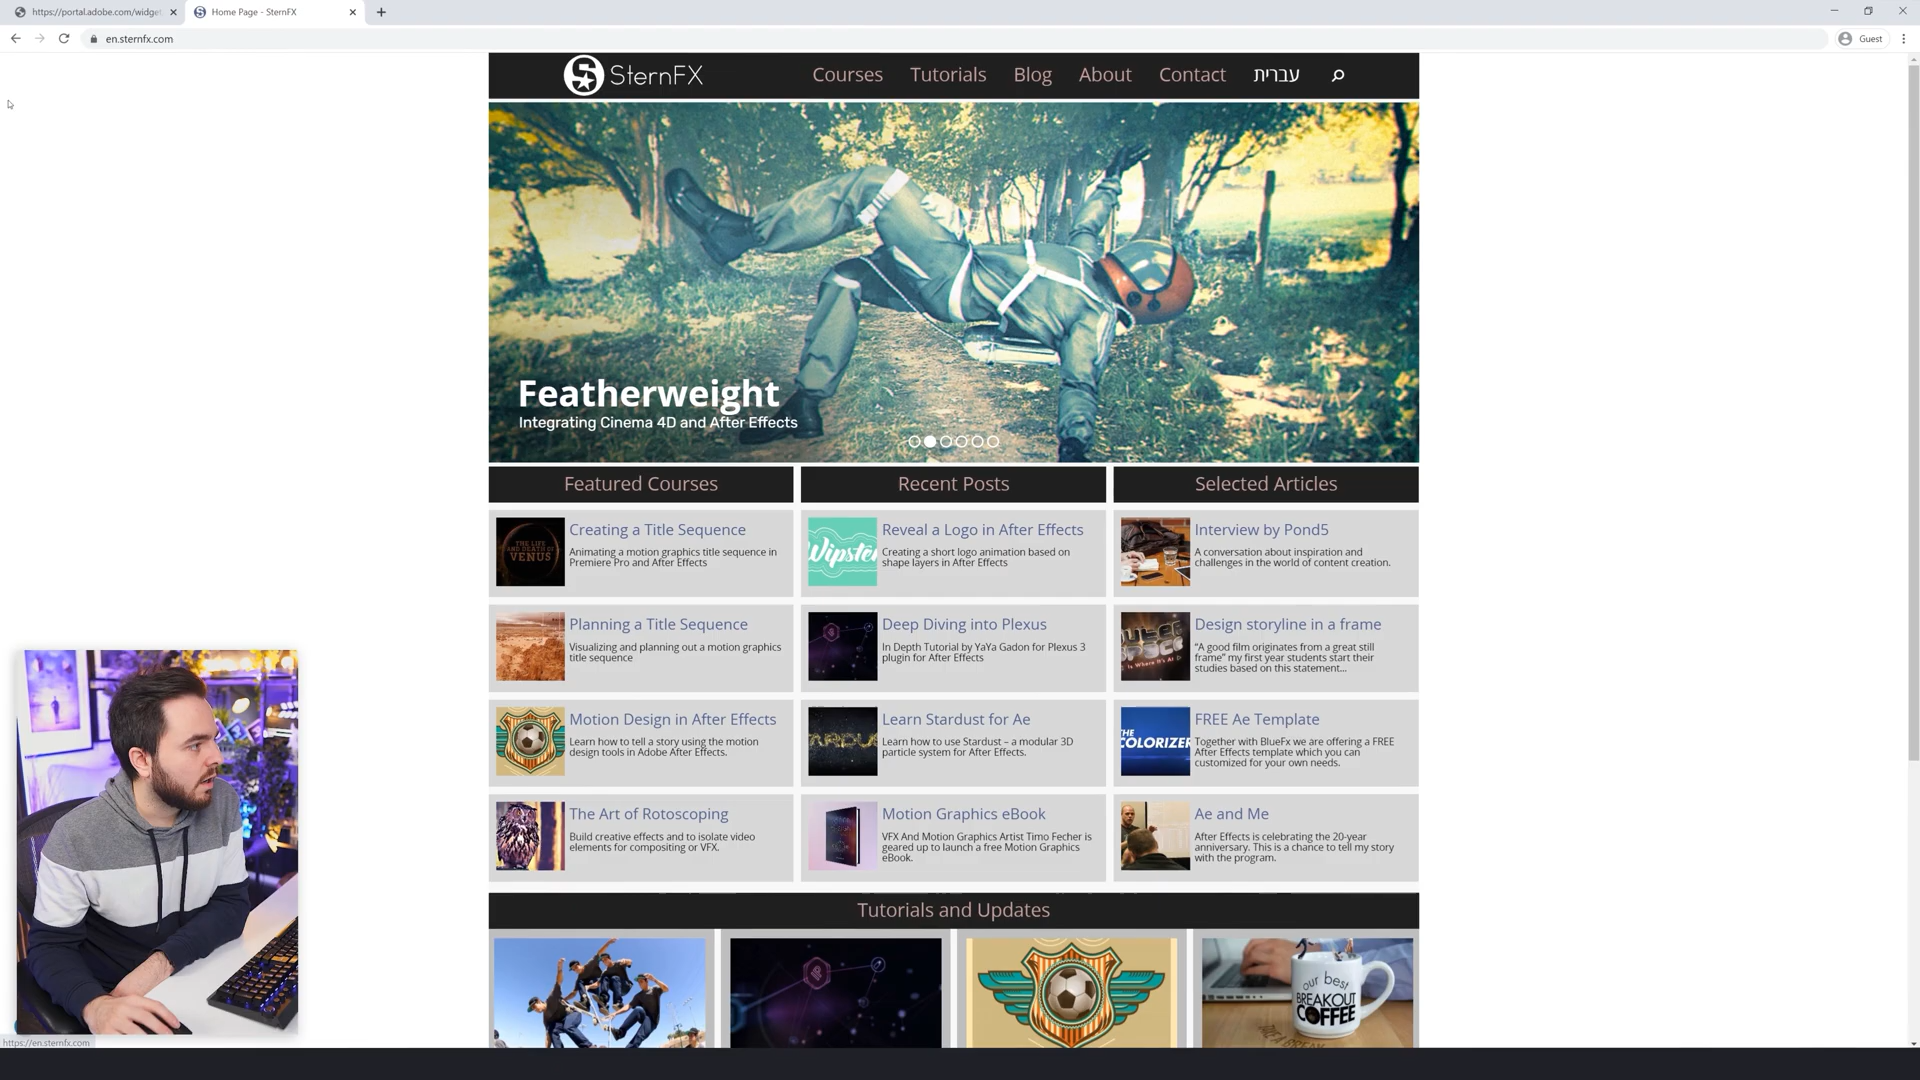 https://portal.adobe.com/widget
Home Page - SternFX
en.sternfx.com
Guest
SternFX
Courses
Tutorials
Blog
About
Contact
עברית
Featherweight
Integrating Cinema 4D and After Effects
Featured Courses
Creating a Title Sequence
Animating a motion graphics title sequence in
Premiere Pro and After Effects
THE LIFE
AND DEATH OF
VENUS
Planning a Title Sequence
Visualizing and planning out a motion graphics
title sequence
Motion Design in After Effects
Learn how to tell a story using the motion
design tools in Adobe After Effects.
The Art of Rotoscoping
Build creative effects and to isolate video
elements for compositing or VFX.
Recent Posts
Wipster
Reveal a Logo in After Effects
Creating a short logo animation based on
shape layers in After Effects
Deep Diving into Plexus
In Depth Tutorial by YaYa Gadon for Plexus 3
plugin for After Effects
Learn Stardust for Ae
Learn how to use Stardust – a modular 3D
particle system for After Effects.
Motion Graphics eBook
VFX And Motion Graphics Artist Timo Fecher is
geared up to launch a free Motion Graphics
eBook.
Selected Articles
Interview by Pond5
A conversation about inspiration and
challenges in the world of content creation.
Design storyline in a frame
“A good film originates from a great still
frame” my first year students start their
studies based on this statement...
THE
COLORIZER
FREE Ae Template
Together with BlueFx we are offering a FREE
After Effects template which you can
customized for your own needs.
Ae and Me
After Effects is celebrating the 20-year
anniversary. This is a chance to tell my story
with the program.
Tutorials and Updates
our best
BREAKOUT
COFFEE
https://en.sternfx.com